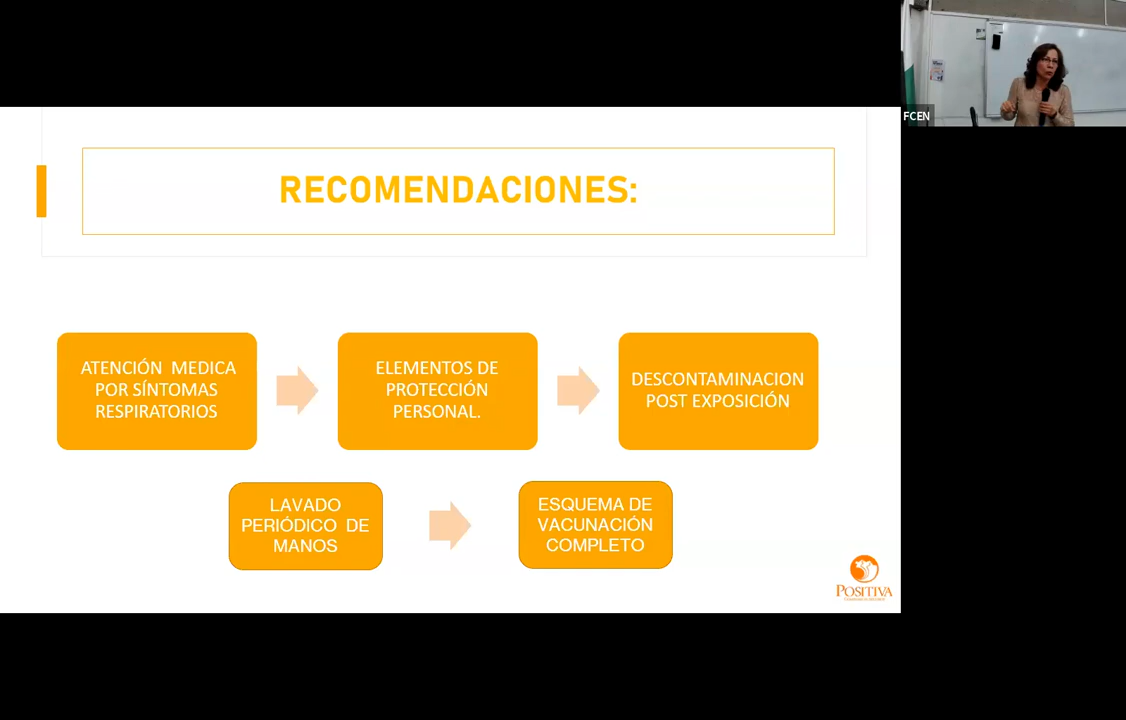 FCEN
RECOMENDACIONES:
ATENCIÓN MEDICA
POR SÍNTOMAS
RESPIRATORIOS
ELEMENTOS DE
PROTECCIÓN
PERSONAL.
DESCONTAMINACION
POST EXPOSICIÓN
LAVADO
PERIÓDICO DE
MANOS
ESQUEMA DE
VACUNACIÓN
COMPLETO
POSITIVA